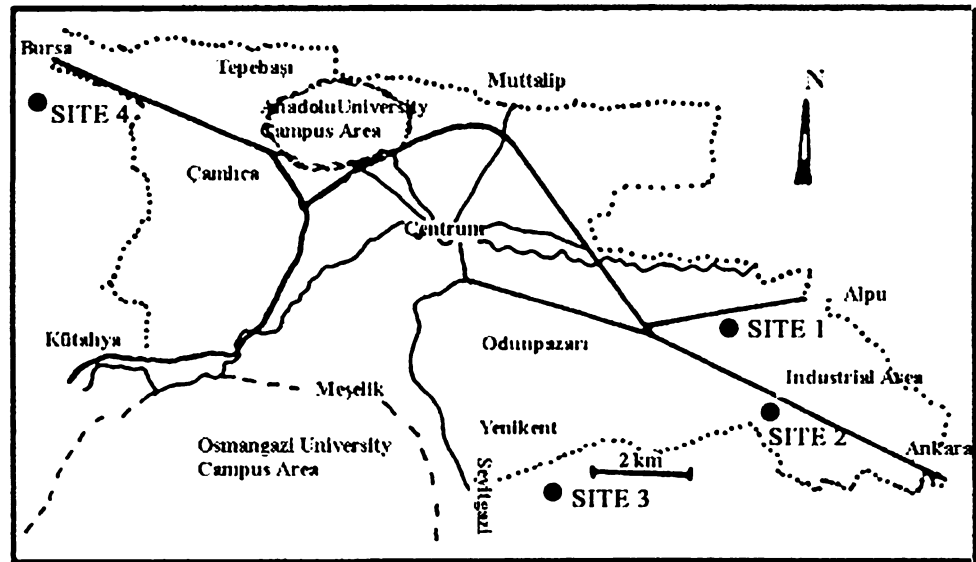 Bursa
Tepebaşı
Muttalip
N
SITE 4
Anadolu University
Campus Area
Çamlıca
Centrum
Alpu
SITE 1
Kütahya
Odunpazarı
Industrial Area
Meşelik
SITE 2
Osmangazi University
Campus Area
Yenikent
Ankara
2 km
Seyitgazi
SITE 3